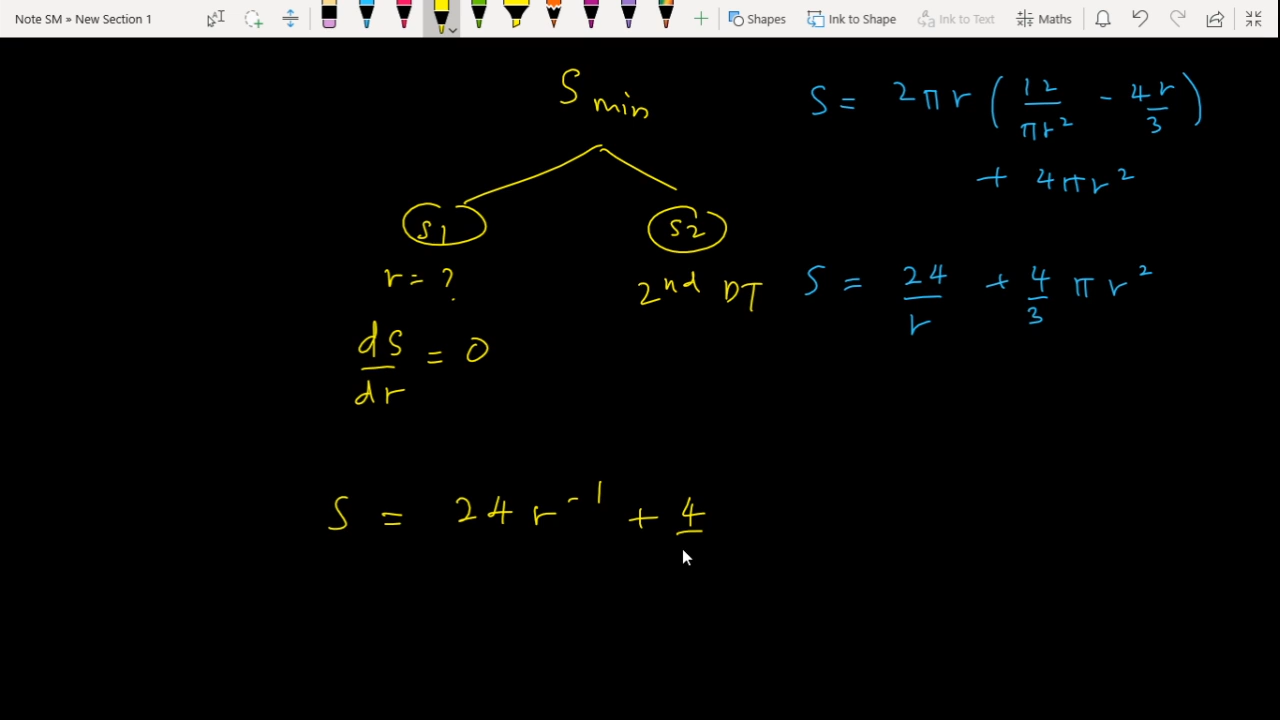 Note SM » New Section 1
Shapes
Ink to Shape
Ink to Text
Maths
S min
S1
S2
r = ?
2nd DT
dS/dr = 0
S = 24 r^-1 + 4
S = 2πr ( 12/πr² - 4r/3 )
+ 4πr²
S = 24/r + 4/3 πr²